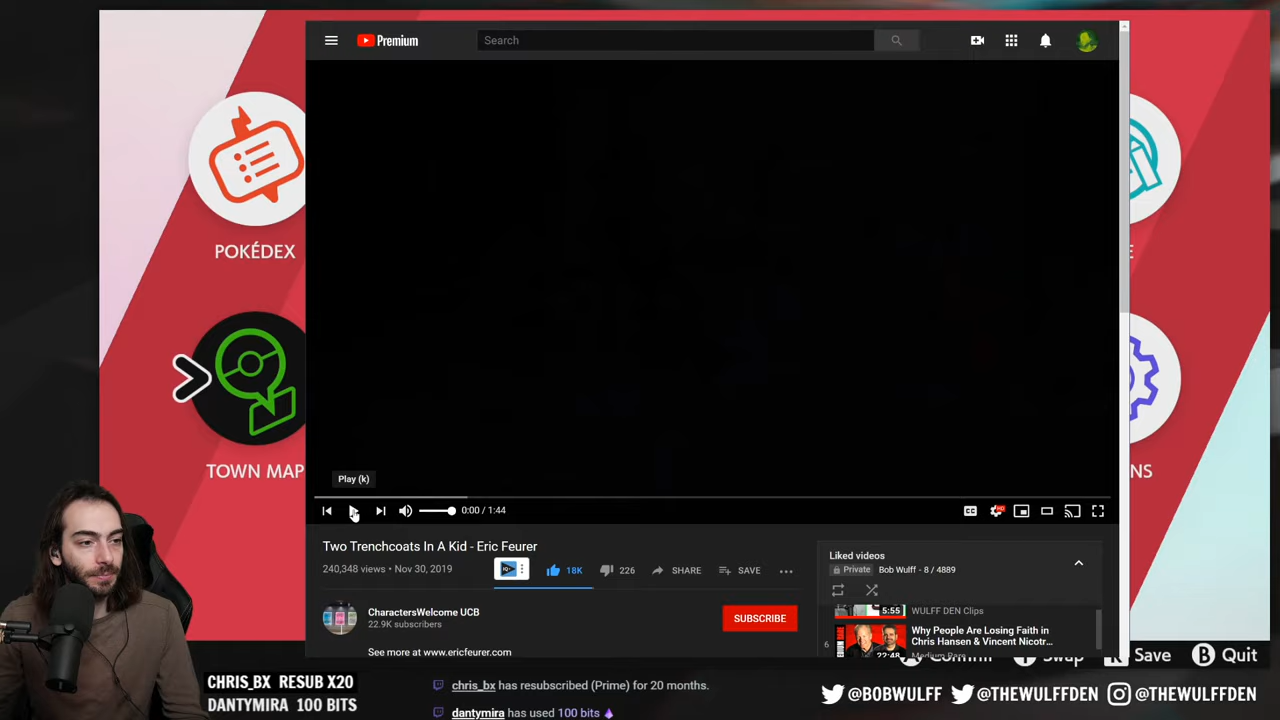 Premium
Search
POKÉDEX
TOWN MAP
Play (k)
0:00 / 1:44
Two Trenchcoats In A Kid - Eric Feurer
240,348 views • Nov 30, 2019
18K
226
SHARE
SAVE
CharactersWelcome UCB
22.9K subscribers
SUBSCRIBE
See more at www.ericfeurer.com
Liked videos
Private Bob Wulff - 8 / 4889
5:55
WULFF DEN Clips
6
Why People Are Losing Faith in
Chris Hansen & Vincent Nicotr...
22:48
Save
B Quit
CHRIS_BX RESUB X20
DANTYMIRA 100 BITS
chris_bx has resubscribed (Prime) for 20 months.
dantymira has used 100 bits
@BOBWULFF @THEWULFFDEN @THEWULFFDEN